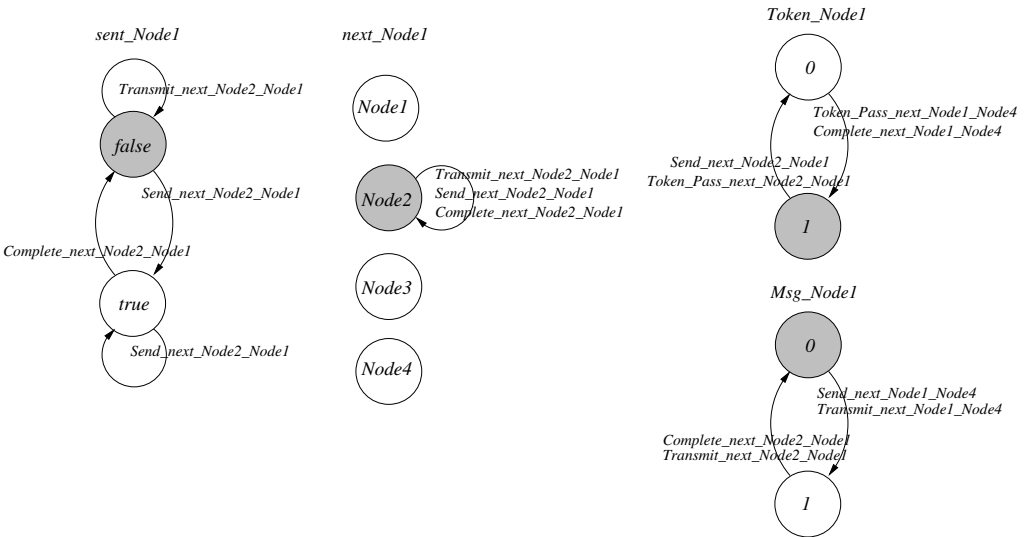 sent_Node1
Transmit_next_Node2_Node1
false
Send_next_Node2_Node1
Complete_next_Node2_Node1
true
Send_next_Node2_Node1
next_Node1
Node1
Node2
Transmit_next_Node2_Node1
Send_next_Node2_Node1
Complete_next_Node2_Node1
Node3
Node4
Token_Node1
0
Token_Pass_next_Node1_Node4
Complete_next_Node1_Node4
Send_next_Node2_Node1
Token_Pass_next_Node2_Node1
1
Msg_Node1
0
Send_next_Node1_Node4
Transmit_next_Node1_Node4
Complete_next_Node2_Node1
Transmit_next_Node2_Node1
1